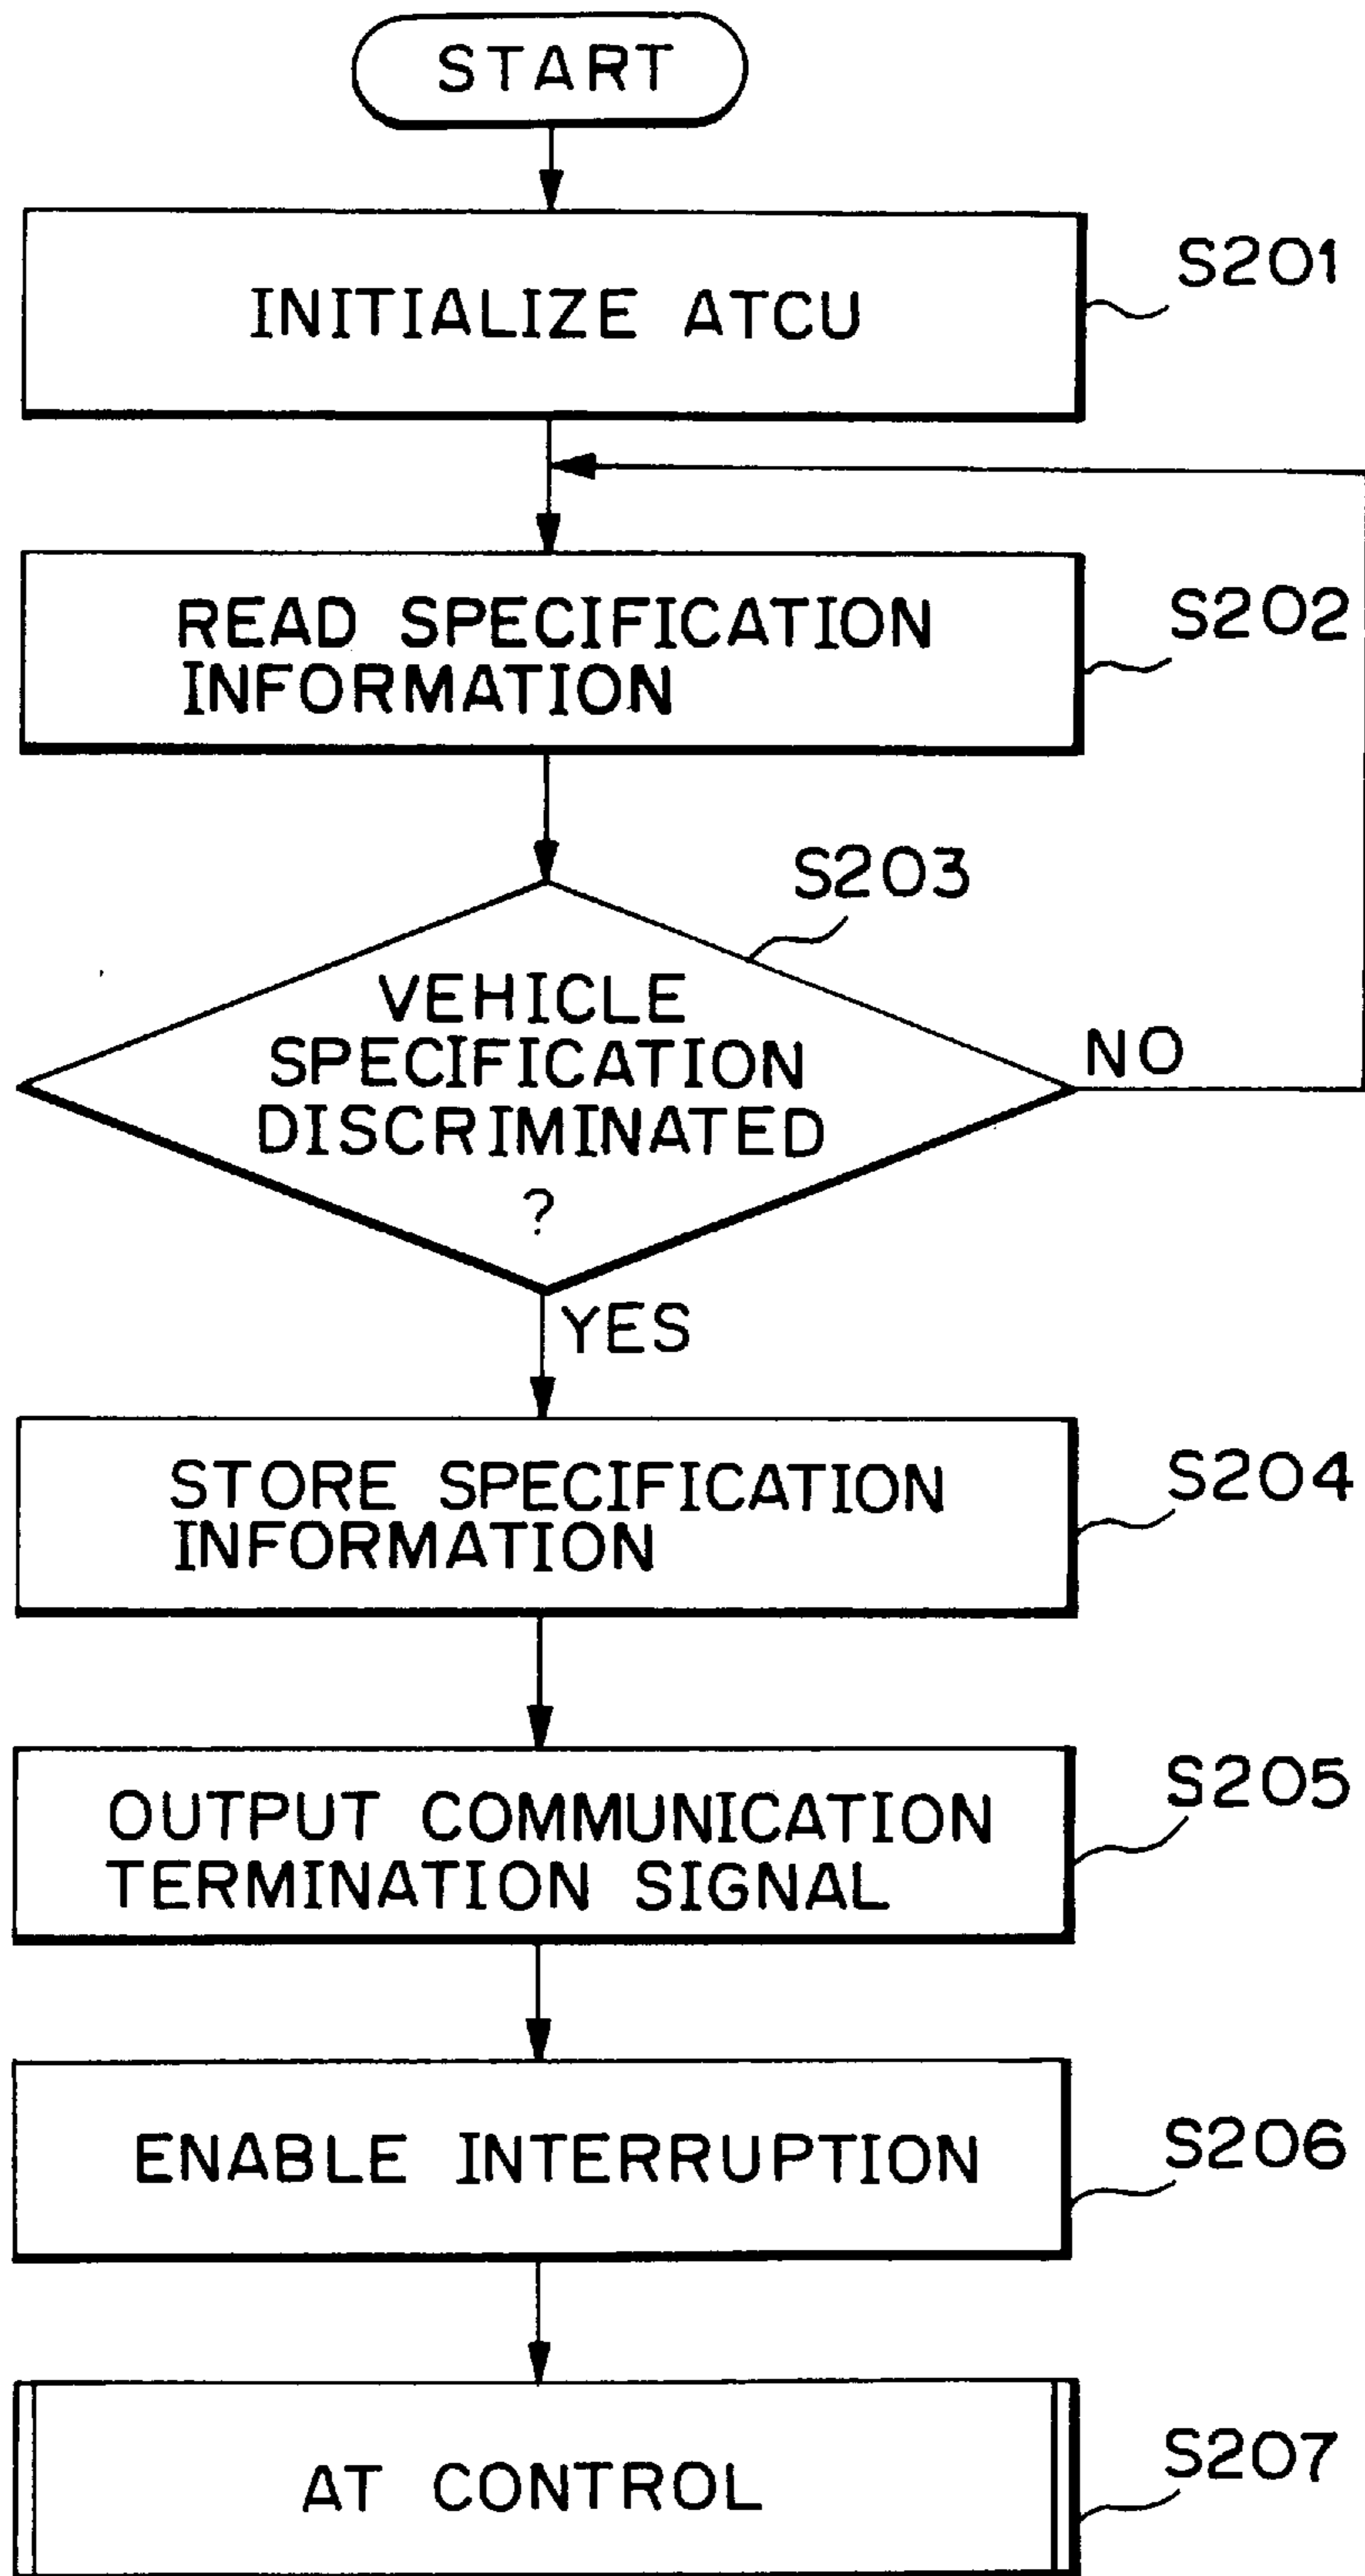 START
INITIALIZE ATCU
S201
READ SPECIFICATION
INFORMATION
S202
S203
VEHICLE
SPECIFICATION
DISCRIMINATED
?
NO
YES
STORE SPECIFICATION
INFORMATION
S204
OUTPUT COMMUNICATION
TERMINATION SIGNAL
S205
ENABLE INTERRUPTION
S206
AT CONTROL
S207